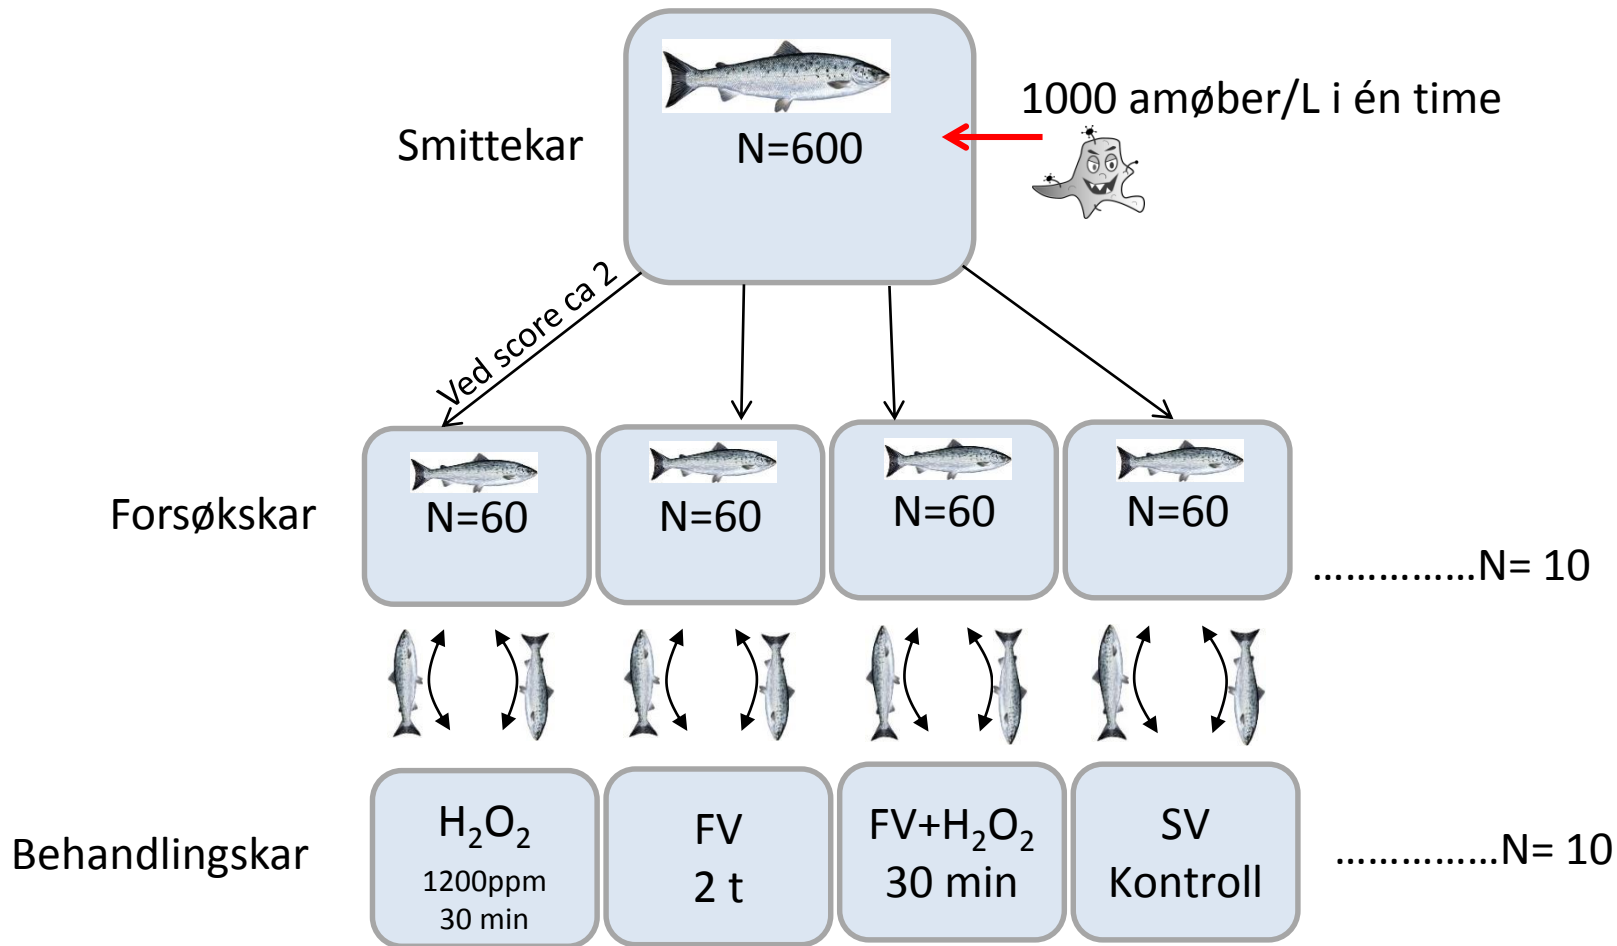 1000 amøber/L i én time
Smittekar
N=600
Ved score ca 2
Forsøkskar
N=60
N=60
N=60
N=60
……………N= 10
Behandlingskar
H₂O₂
1200ppm
30 min
FV
2 t
FV+H₂O₂
30 min
SV
Kontroll
……………N= 10